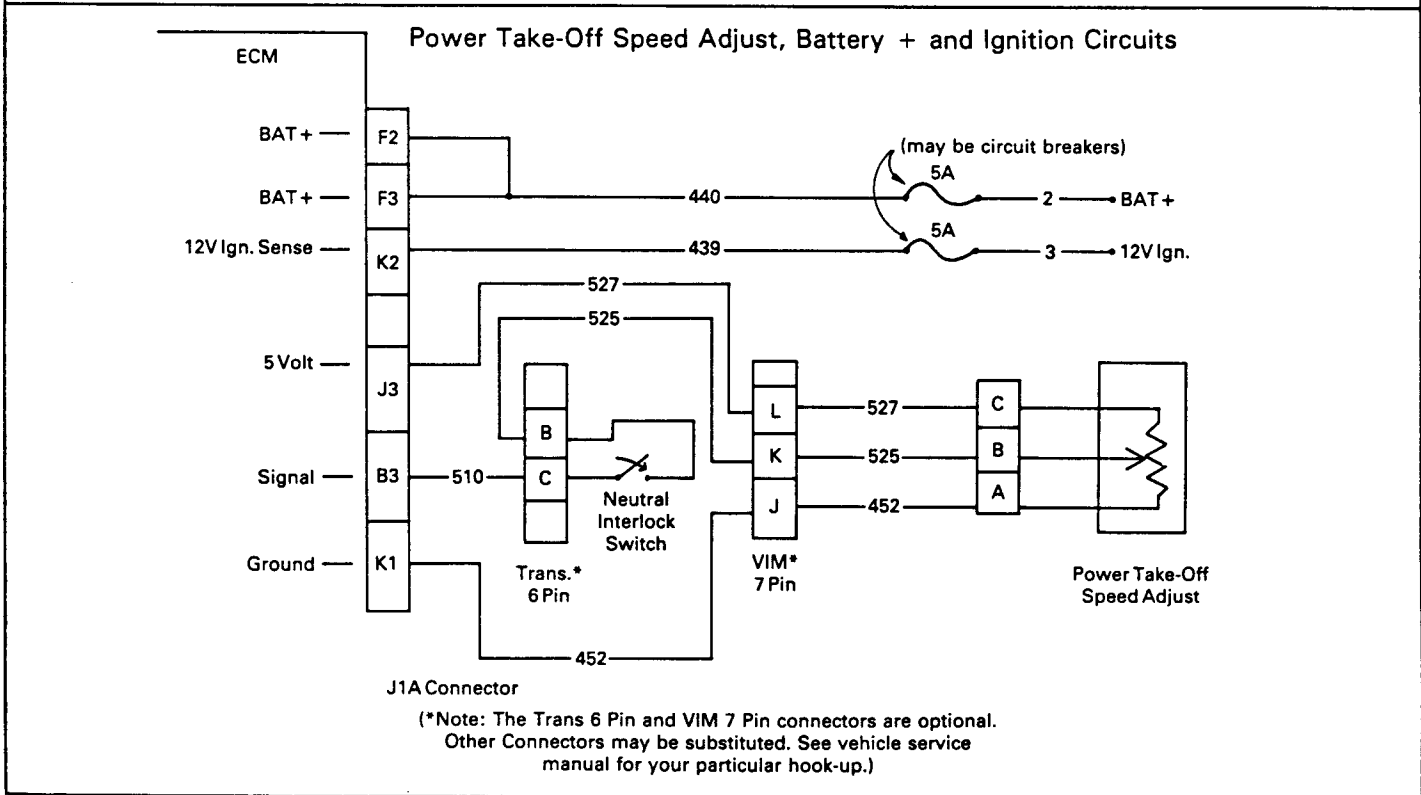 Power Take-Off Speed Adjust, Battery + and Ignition Circuits
ECM
BAT +
F2
(may be circuit breakers)
5A
BAT +
F3
440
2
BAT +
5A
12V Ign. Sense
K2
439
3
12V Ign.
527
525
5 Volt
J3
L
527
C
B
K
525
B
Signal
B3
510
C
J
452
A
Neutral
Interlock
Switch
Ground
K1
Trans.*
6 Pin
VIM*
7 Pin
Power Take-Off
Speed Adjust
452
J1A Connector
(*Note: The Trans 6 Pin and VIM 7 Pin connectors are optional.
Other Connectors may be substituted. See vehicle service
manual for your particular hook-up.)